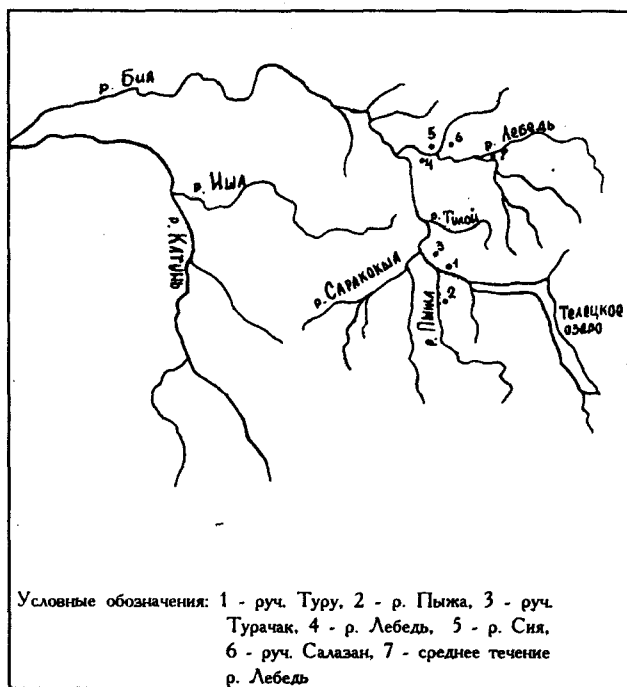 р. Бия
5
6
р. Лебедь
4
7
р. Иша
р. Катунь
р. Тулой
3
1
р. Саракокша
2
р. Пыжа
Телецкое
озеро
Условные обозначения: 1 - руч. Туру, 2 - р. Пыжа, 3 - руч.
Турачак, 4 - р. Лебедь, 5 - р. Сия,
6 - руч. Салазан, 7 - среднее течение
р. Лебедь